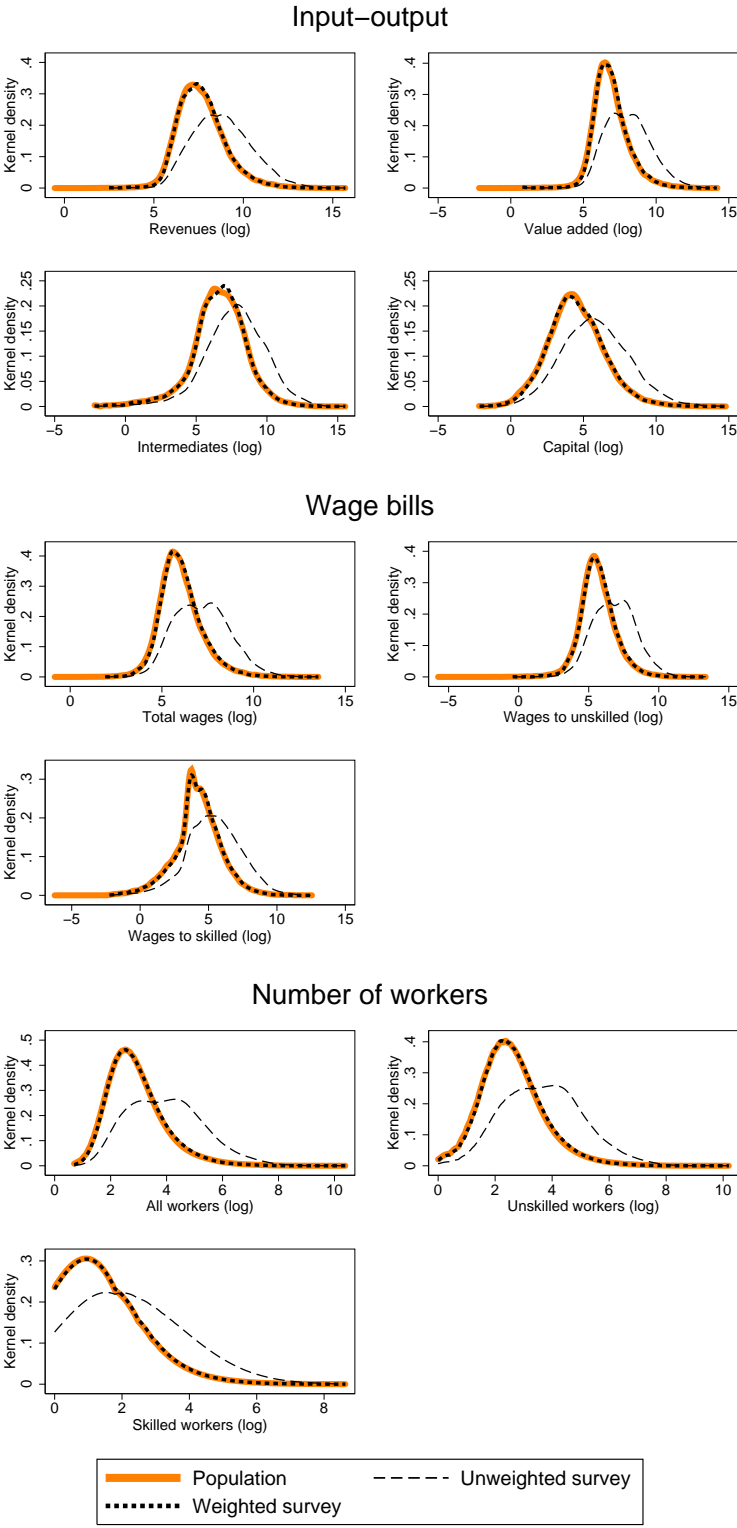 Input−output
Kernel density
0 .1 .2 .3 .4
0 5 10 15
Revenues (log)
Kernel density
0 .1 .2 .3 .4
−5 0 5 10 15
Value added (log)
Kernel density
0 .05 .1 .15 .2 .25
−5 0 5 10 15
Intermediates (log)
Kernel density
0 .05 .1 .15 .2 .25
−5 0 5 10 15
Capital (log)
Wage bills
Kernel density
0 .1 .2 .3 .4
0 5 10 15
Total wages (log)
Kernel density
0 .1 .2 .3 .4
−5 0 5 10 15
Wages to unskilled (log)
Kernel density
0 .1 .2 .3
−5 0 5 10 15
Wages to skilled (log)
Number of workers
Kernel density
0 .1 .2 .3 .4 .5
0 2 4 6 8 10
All workers (log)
Kernel density
0 .1 .2 .3 .4
0 2 4 6 8 10
Unskilled workers (log)
Kernel density
0 .1 .2 .3
0 2 4 6 8
Skilled workers (log)
Population
Unweighted survey
Weighted survey